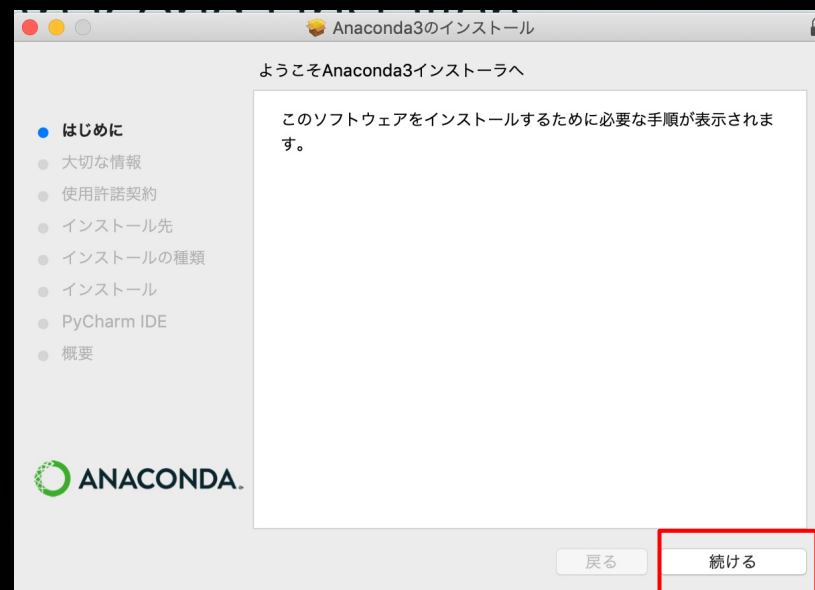 Anaconda3のインストール
ようこそAnaconda3インストーラへ
はじめに
大切な情報
使用許諾契約
インストール先
インストールの種類
インストール
PyCharm IDE
概要
このソフトウェアをインストールするために必要な手順が表示されま
す。
ANACONDA.
戻る
続ける